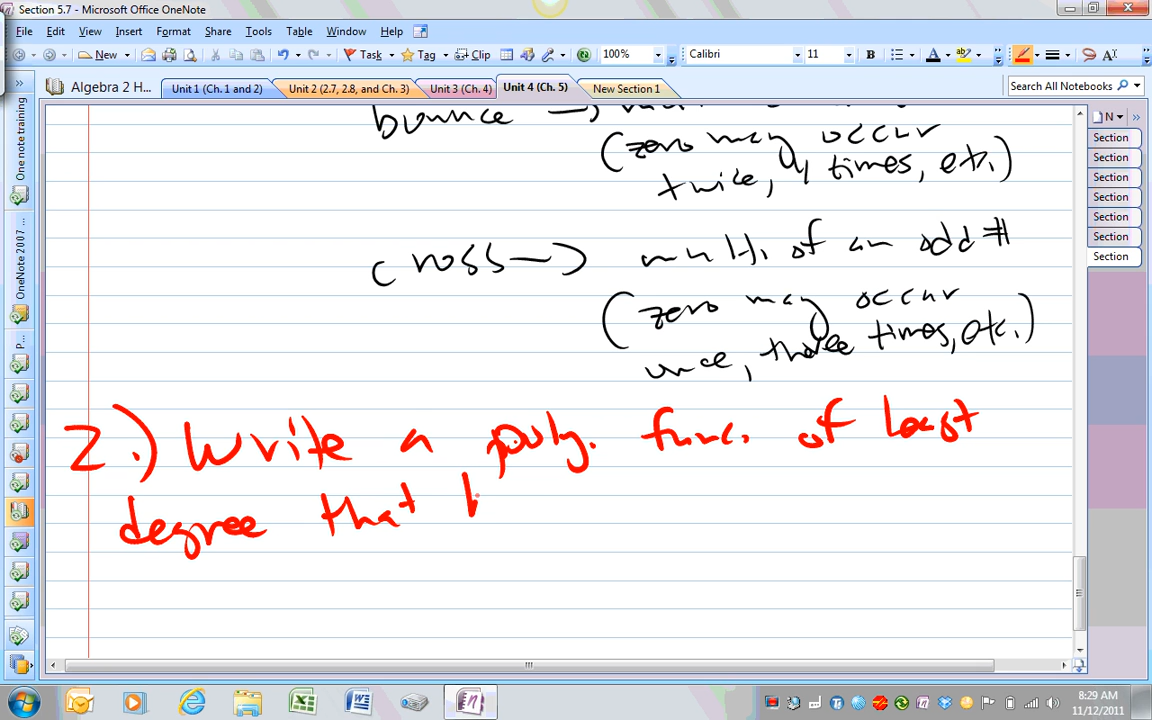 Section 5.7 - Microsoft Office OneNote
File Edit View Insert Format Share Tools Table Window Help
New Task Tag Clip 100% Calibri 11 B A
Algebra 2 H... Unit 1 (Ch. 1 and 2) Unit 2 (2.7, 2.8, and Ch. 3) Unit 3 (Ch. 4) Unit 4 (Ch. 5) New Section 1 Search All Notebooks
One note training
OneNote 2007 ...
P...
N
Section
Section
Section
Section
Section
Section
Section
bounce →
(zero may occur
twice, 4 times, etc.)
cross → mult. of an odd #
(zero may occur
once, three times, etc.)
2.) Write a poly. func. of least
degree that
8:29 AM
11/12/2011